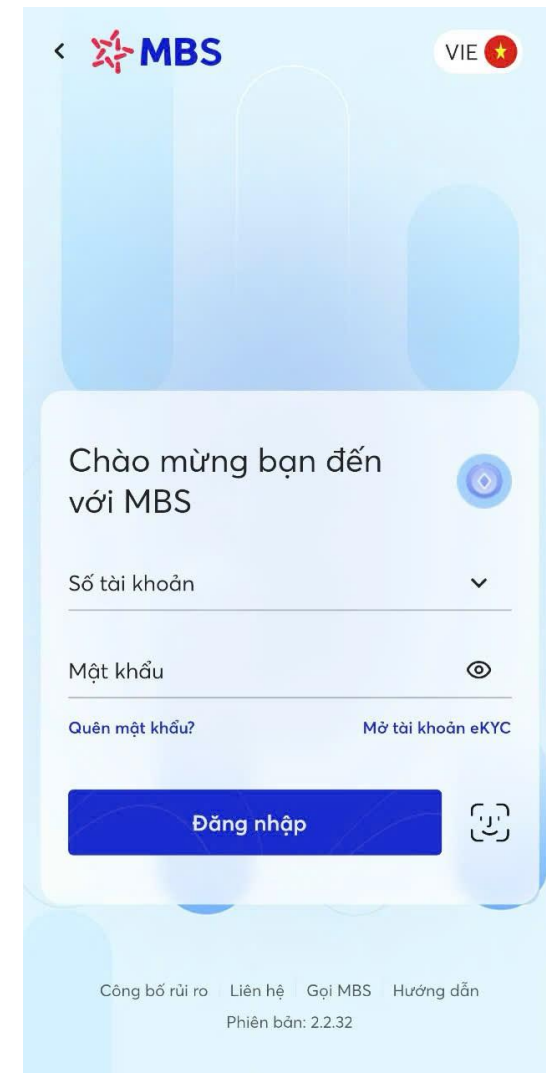 MBS
VIE
Chào mừng bạn đến
với MBS
Số tài khoản
Mật khẩu
Quên mật khẩu? Mở tài khoản eKYC
Đăng nhập
Công bố rủi ro Liên hệ Gọi MBS Hướng dẫn
Phiên bản: 2.2.32